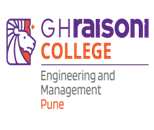 GHRAISONI
COLLEGE
Engineering and
Management
Pune